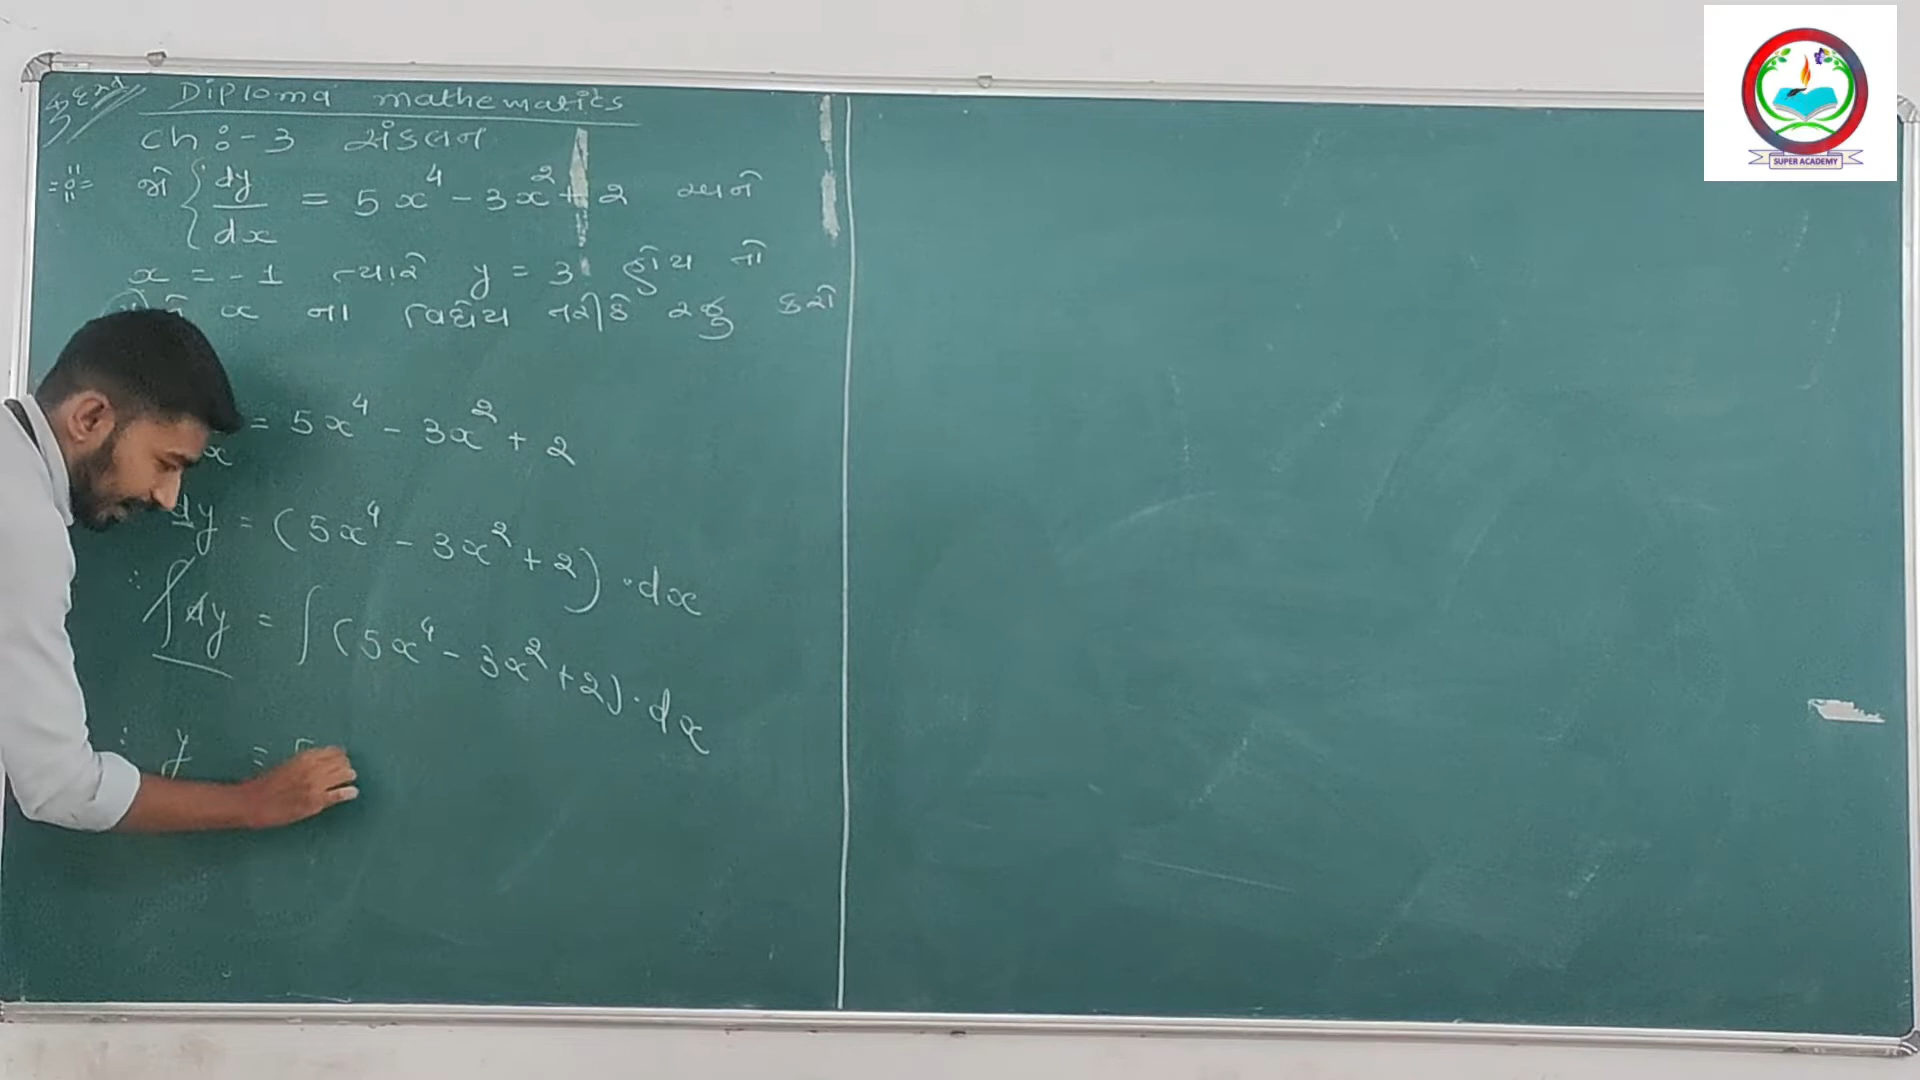 Diploma mathematics
ch :- 3 સંકલન
જો dy/dx = 5x⁴ - 3x² + 2 અને
x = -1 ત્યારે y = 3 હોય તો
x ના વિધેય તરીકે રજુ કરો
x = 5x⁴ - 3x² + 2
dy = (5x⁴ - 3x² + 2) · dx
∴ ∫dy = ∫(5x⁴ - 3x² + 2) · dx
∴ y =
SUPER ACADEMY